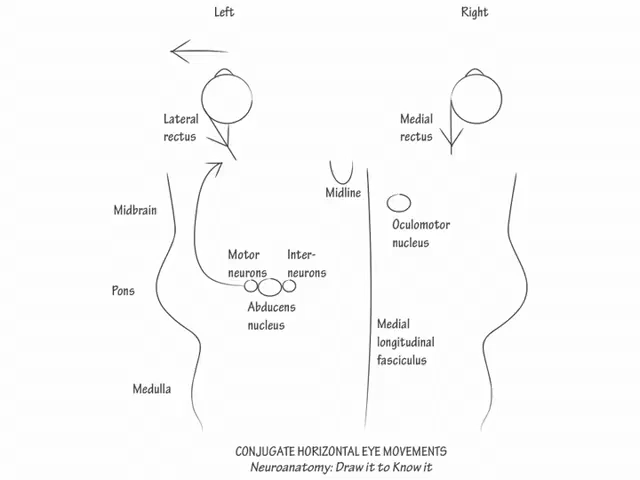 Left
Right
Lateral
rectus
Medial
rectus
Midline
Midbrain
Oculomotor
nucleus
Motor
neurons
Inter-
neurons
Pons
Abducens
nucleus
Medial
longitudinal
fasciculus
Medulla
CONJUGATE HORIZONTAL EYE MOVEMENTS
Neuroanatomy: Draw it to Know it